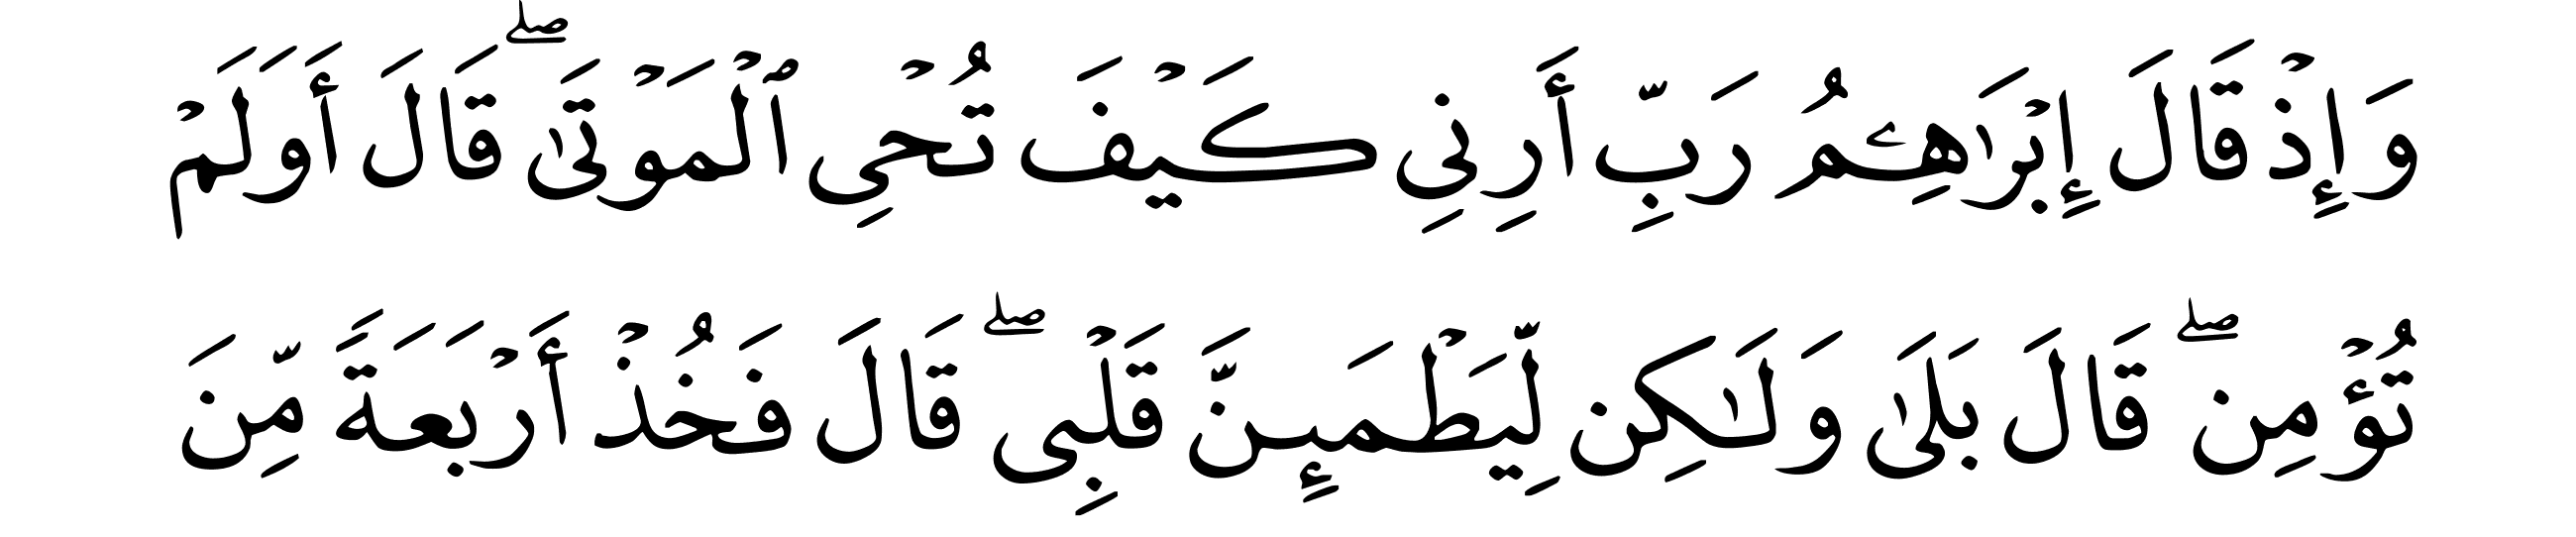 وَإِذۡ قَالَ إِبۡرَٰهِـۧمُ رَبِّ أَرِنِي كَيۡفَ تُحۡيِ ٱلۡمَوۡتَىٰۖ قَالَ أَوَلَمۡ
تُؤۡمِنۖ قَالَ بَلَىٰ وَلَٰكِن لِّيَطۡمَئِنَّ قَلۡبِيۖ قَالَ فَخُذۡ أَرۡبَعَةٗ مِّنَ